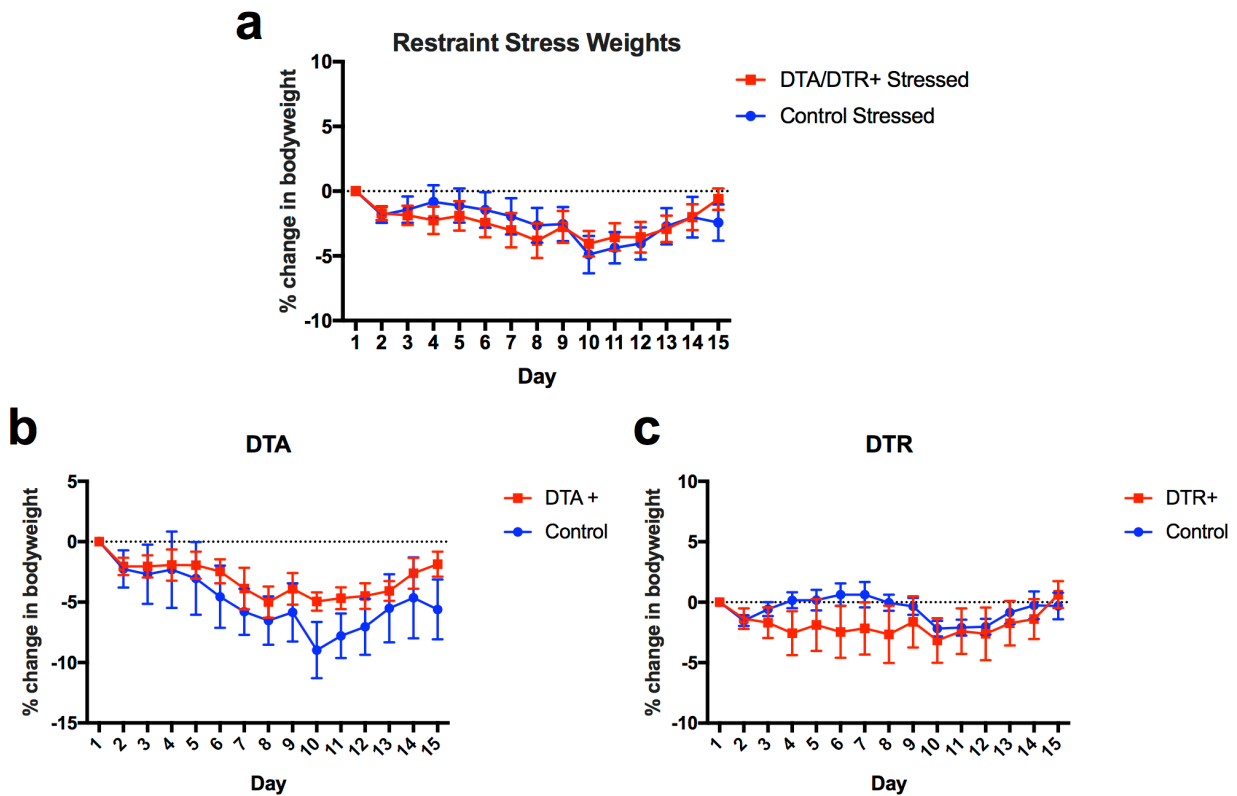 a
Restraint Stress Weights
% change in bodyweight
10
5
0
-5
-10
1 2 3 4 5 6 7 8 9 10 11 12 13 14 15
Day
DTA/DTR+ Stressed
Control Stressed
b
DTA
% change in bodyweight
5
0
-5
-10
-15
1 2 3 4 5 6 7 8 9 10 11 12 13 14 15
Day
DTA +
Control
c
DTR
% change in bodyweight
10
5
0
-5
-10
1 2 3 4 5 6 7 8 9 10 11 12 13 14 15
Day
DTR+
Control